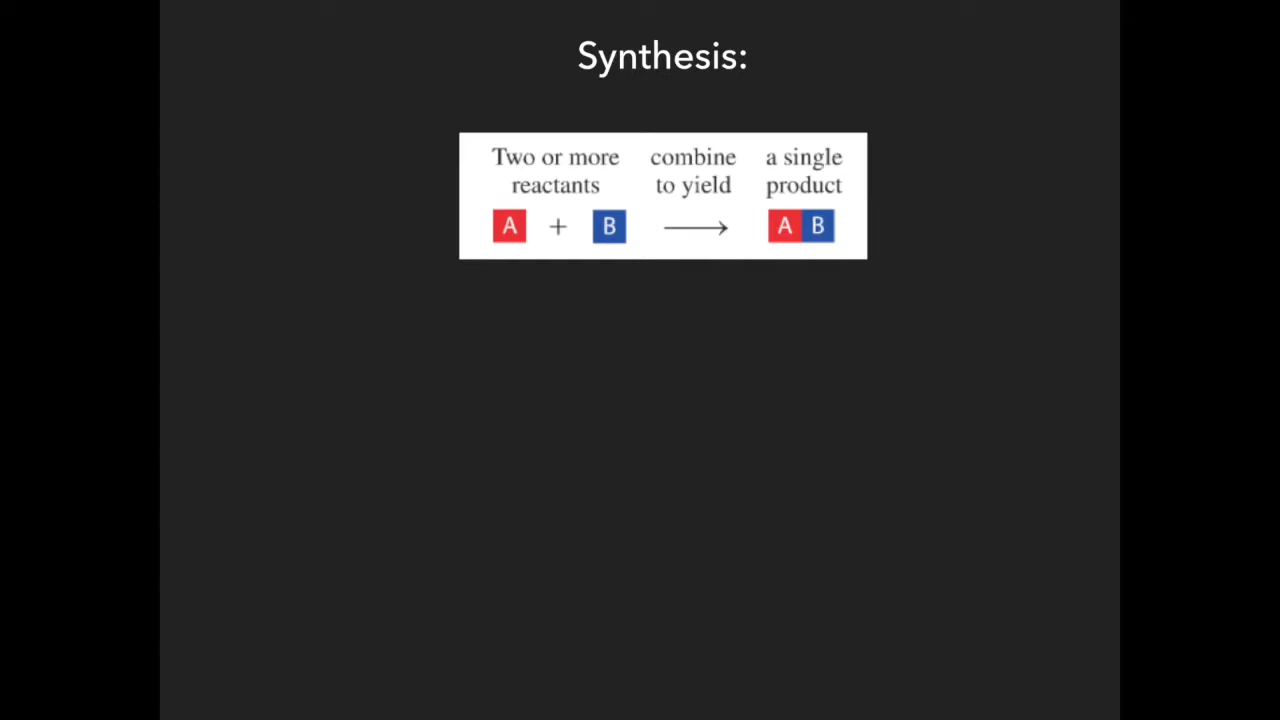 Synthesis:
Two or more combine a single
reactants to yield product
A + B ⟶ A B